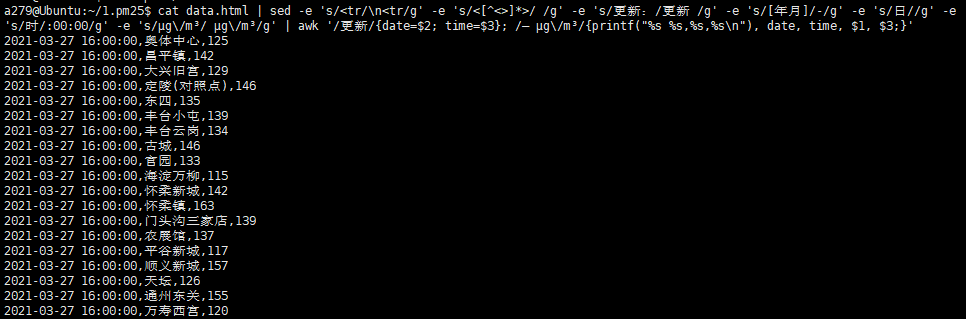 a279@Ubuntu:~/1.pm25$ cat data.html | sed -e 's/<tr/\n<tr/g' -e 's/<[^<>]*>/ /g' -e 's/更新: /更新 /g' -e 's/[年月]/-/g' -e 's/日//g' -e
's/时/:00:00/g' -e 's/µg\/m³/ µg\/m³/g' | awk '/更新/{date=$2; time=$3}; /— µg\/m³/{printf("%s %s,%s,%s\n"), date, time, $1, $3;}'
2021-03-27 16:00:00,奥体中心,125
2021-03-27 16:00:00,昌平镇,142
2021-03-27 16:00:00,大兴旧宫,129
2021-03-27 16:00:00,定陵(对照点),146
2021-03-27 16:00:00,东四,135
2021-03-27 16:00:00,丰台小屯,139
2021-03-27 16:00:00,丰台云岗,134
2021-03-27 16:00:00,古城,146
2021-03-27 16:00:00,官园,133
2021-03-27 16:00:00,海淀万柳,115
2021-03-27 16:00:00,怀柔新城,142
2021-03-27 16:00:00,怀柔镇,163
2021-03-27 16:00:00,门头沟三家店,139
2021-03-27 16:00:00,农展馆,137
2021-03-27 16:00:00,平谷新城,117
2021-03-27 16:00:00,顺义新城,157
2021-03-27 16:00:00,天坛,126
2021-03-27 16:00:00,通州东关,155
2021-03-27 16:00:00,万寿西宫,120